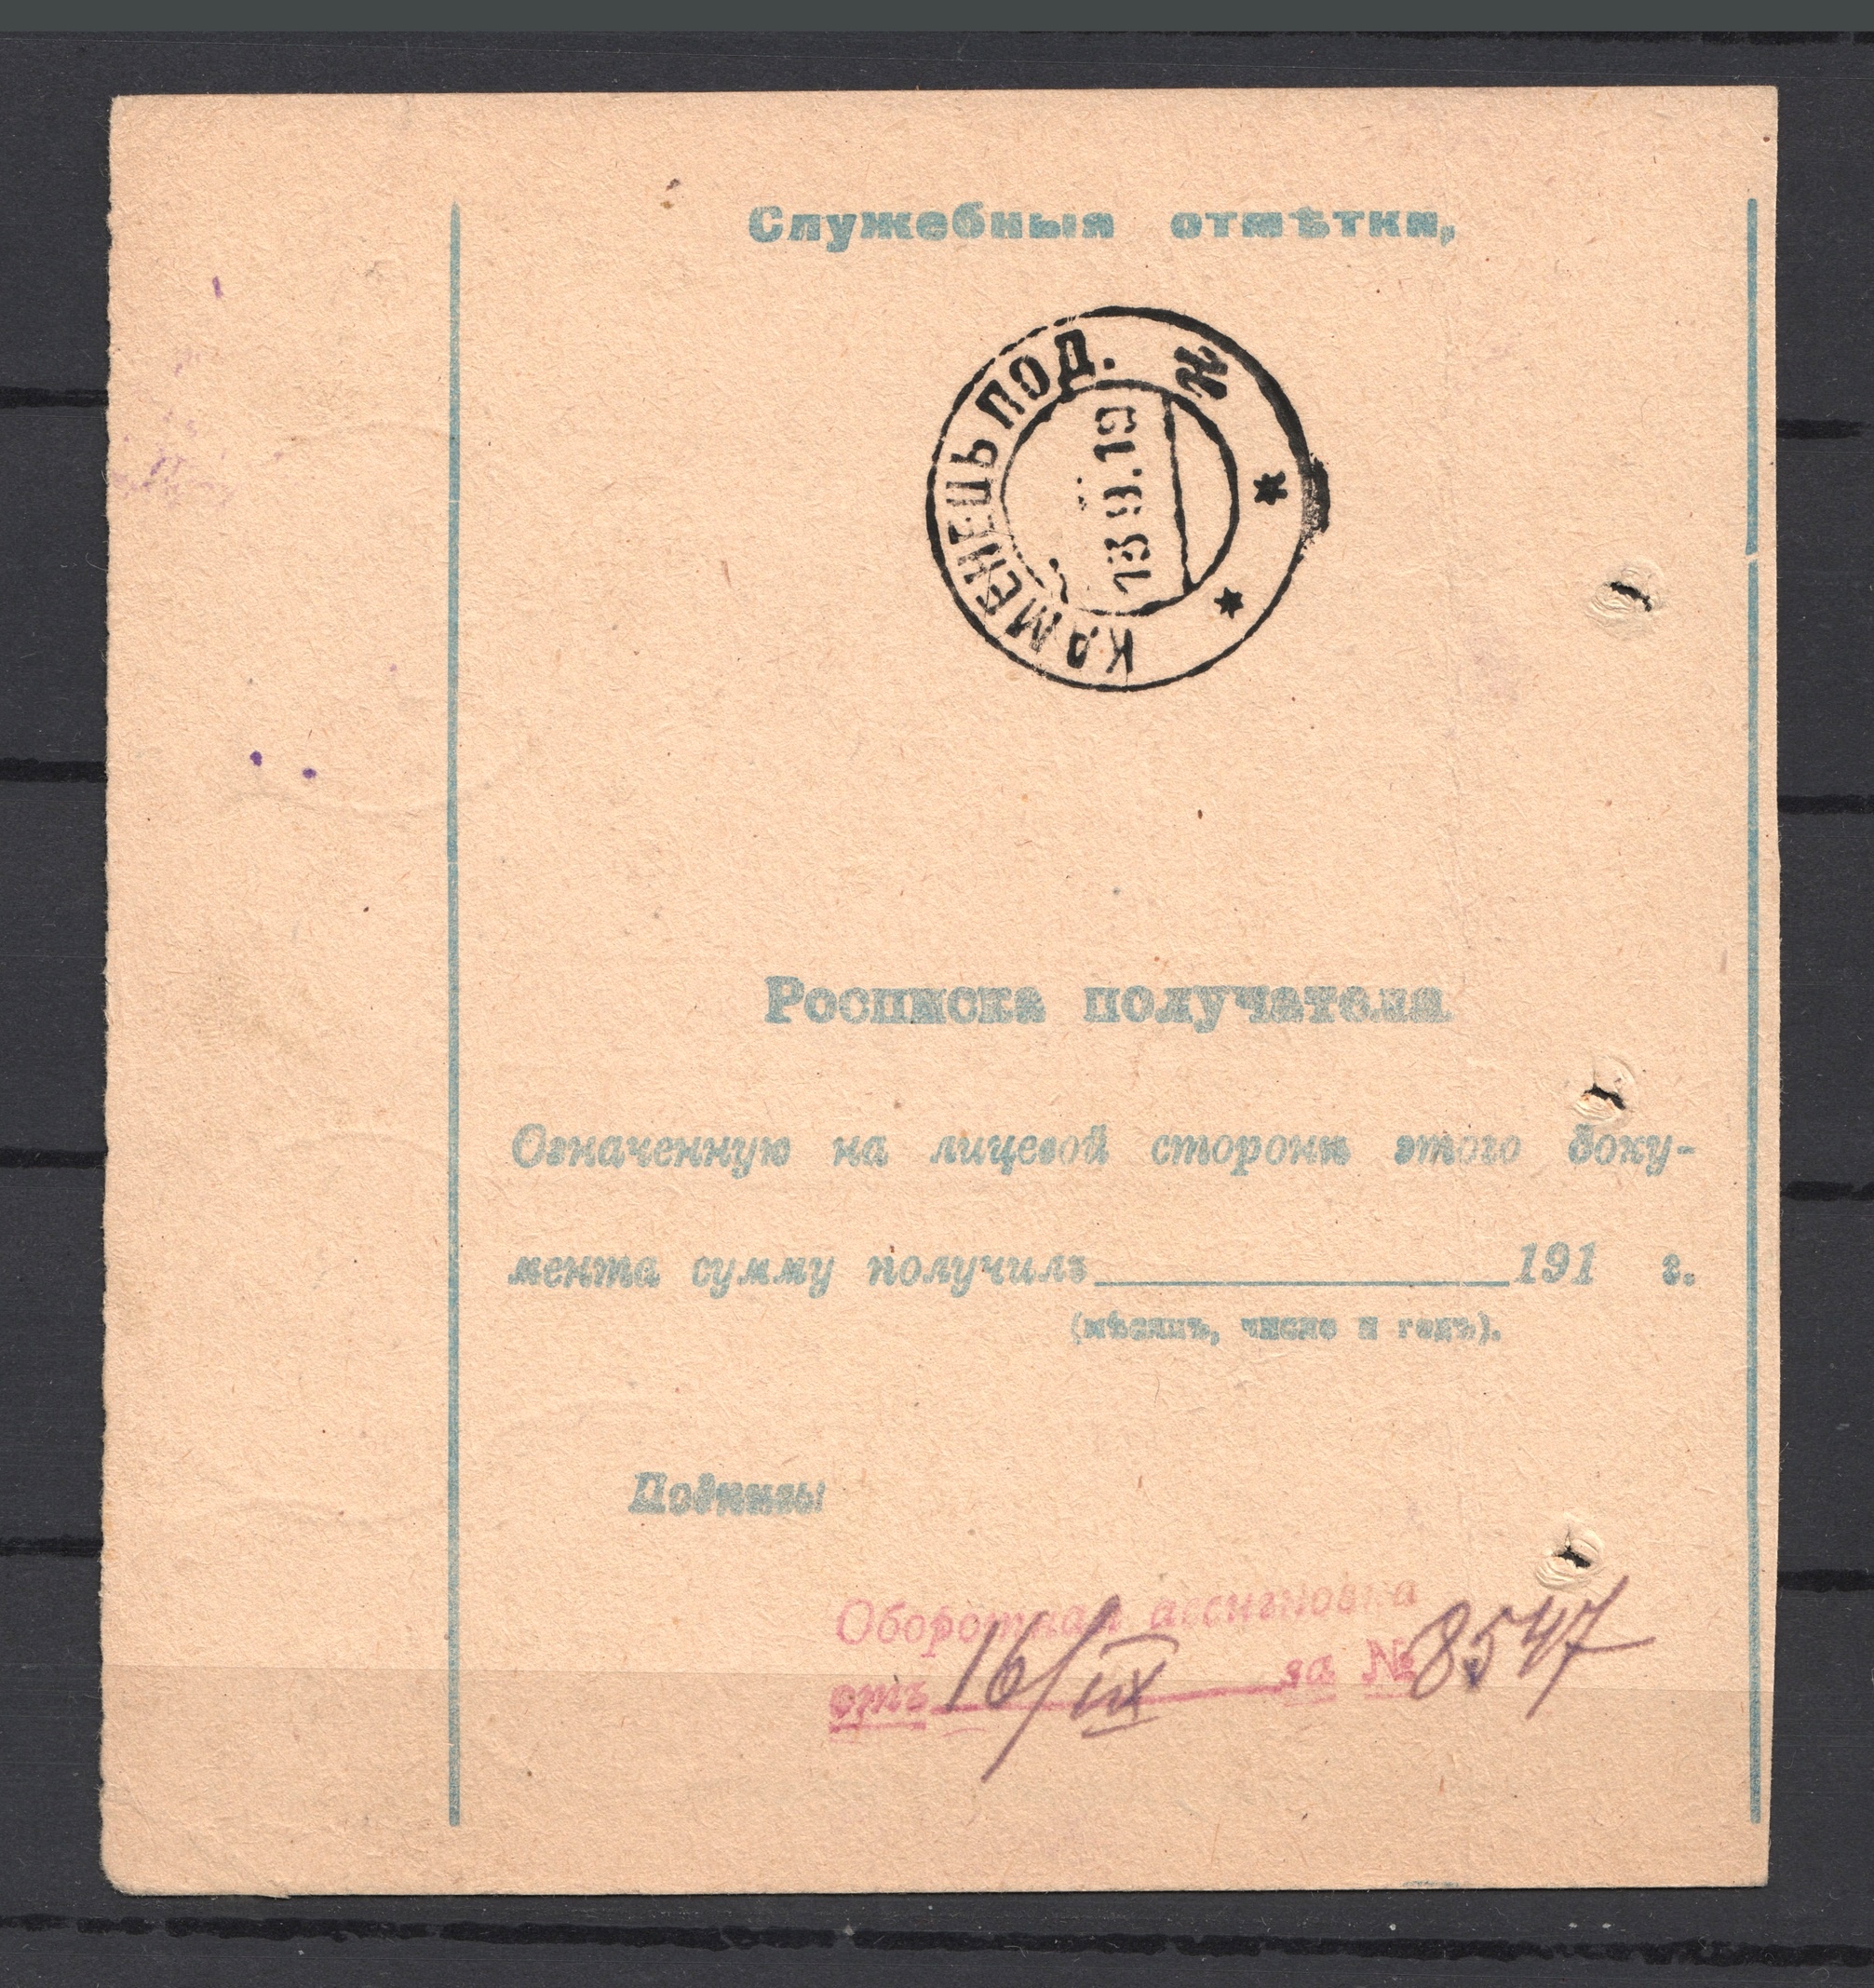 Служебныя отмѣтки,
КАМЕНЕЦЬ ПОД. Ж
13 9.19
Росписка получателя
Означенную на лицевой сторонѣ этого доку-
мента сумму получилъ 191 г.
(мѣсяцъ, число и годъ).
Подпись
Оборотная ассигновка
отъ 16/IX за № 8547